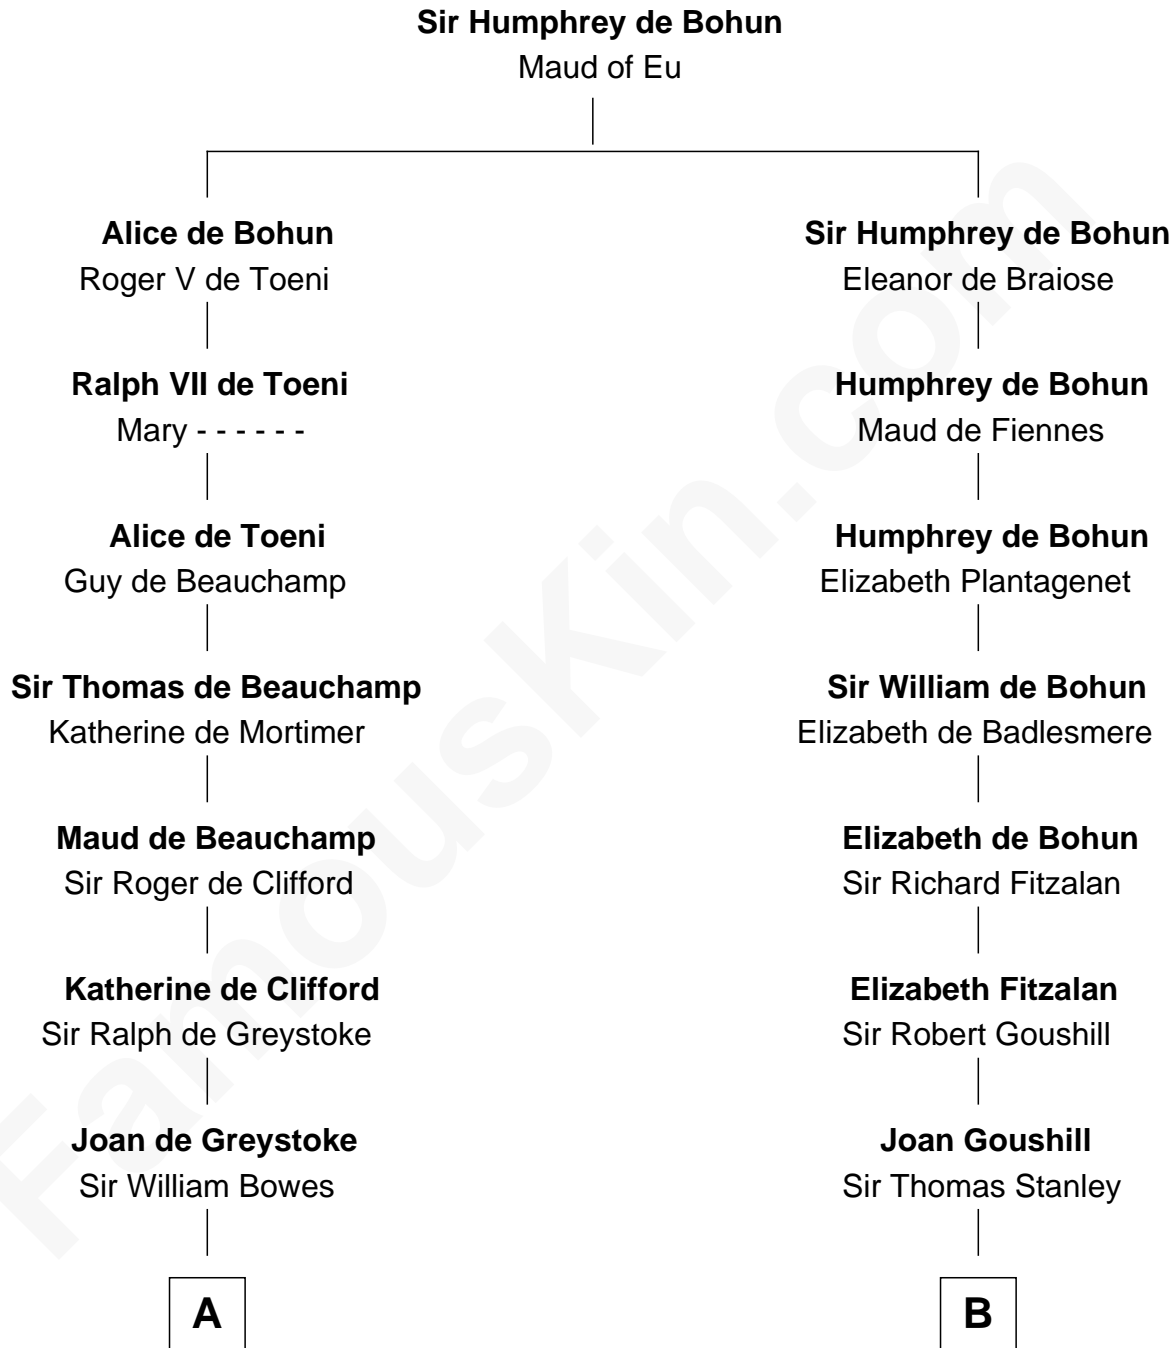 Sir Humphrey de Bohun
Maud of Eu
Alice de Bohun
Roger V de Toeni
Sir Humphrey de Bohun
Eleanor de Braiose
Ralph VII de Toeni
Mary - - - - - -
Humphrey de Bohun
Maud de Fiennes
Alice de Toeni
Guy de Beauchamp
Humphrey de Bohun
Elizabeth Plantagenet
Sir Thomas de Beauchamp
Katherine de Mortimer
Sir William de Bohun
Elizabeth de Badlesmere
Maud de Beauchamp
Sir Roger de Clifford
Elizabeth de Bohun
Sir Richard Fitzalan
Katherine de Clifford
Sir Ralph de Greystoke
Elizabeth Fitzalan
Sir Robert Goushill
Joan de Greystoke
Sir William Bowes
Joan Goushill
Sir Thomas Stanley
A
B
FamousKin.com